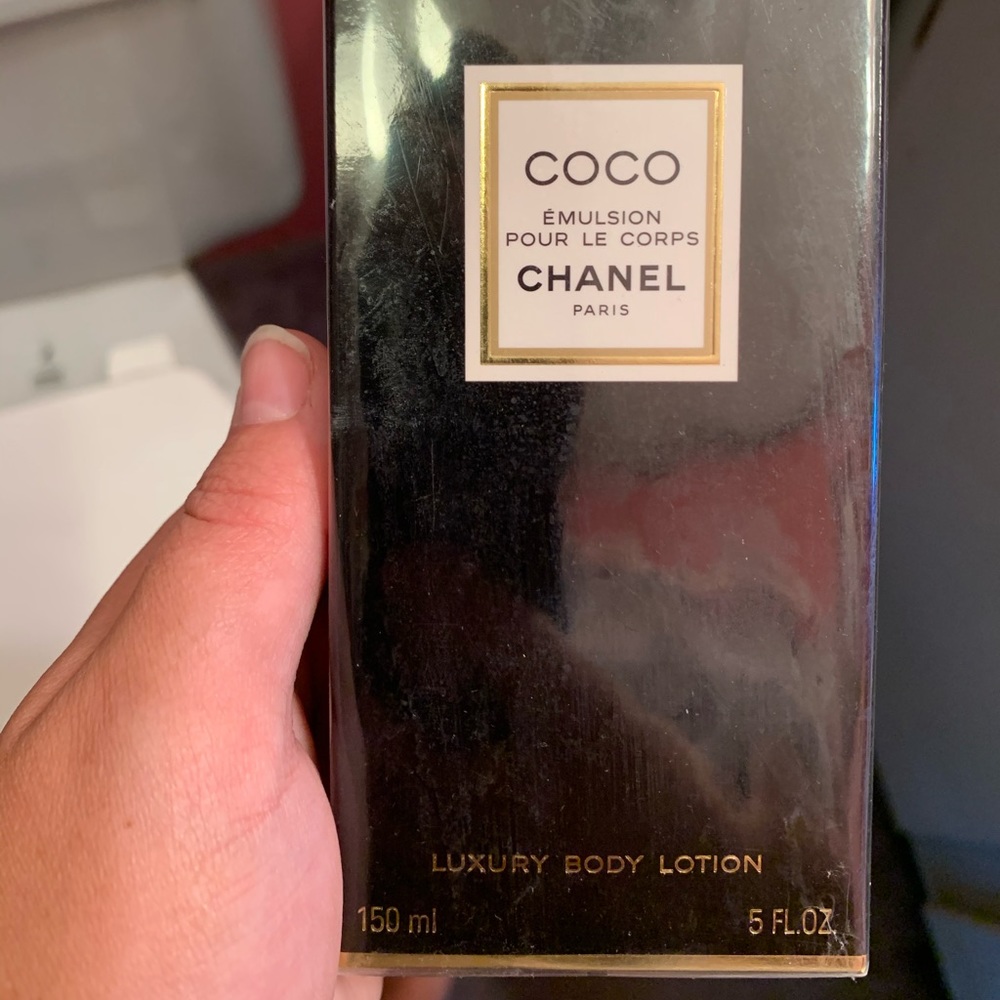 COCO
ÉMULSION
POUR LE CORPS
CHANEL
PARIS
LUXURY BODY LOTION
150 ml 5 FL.OZ.